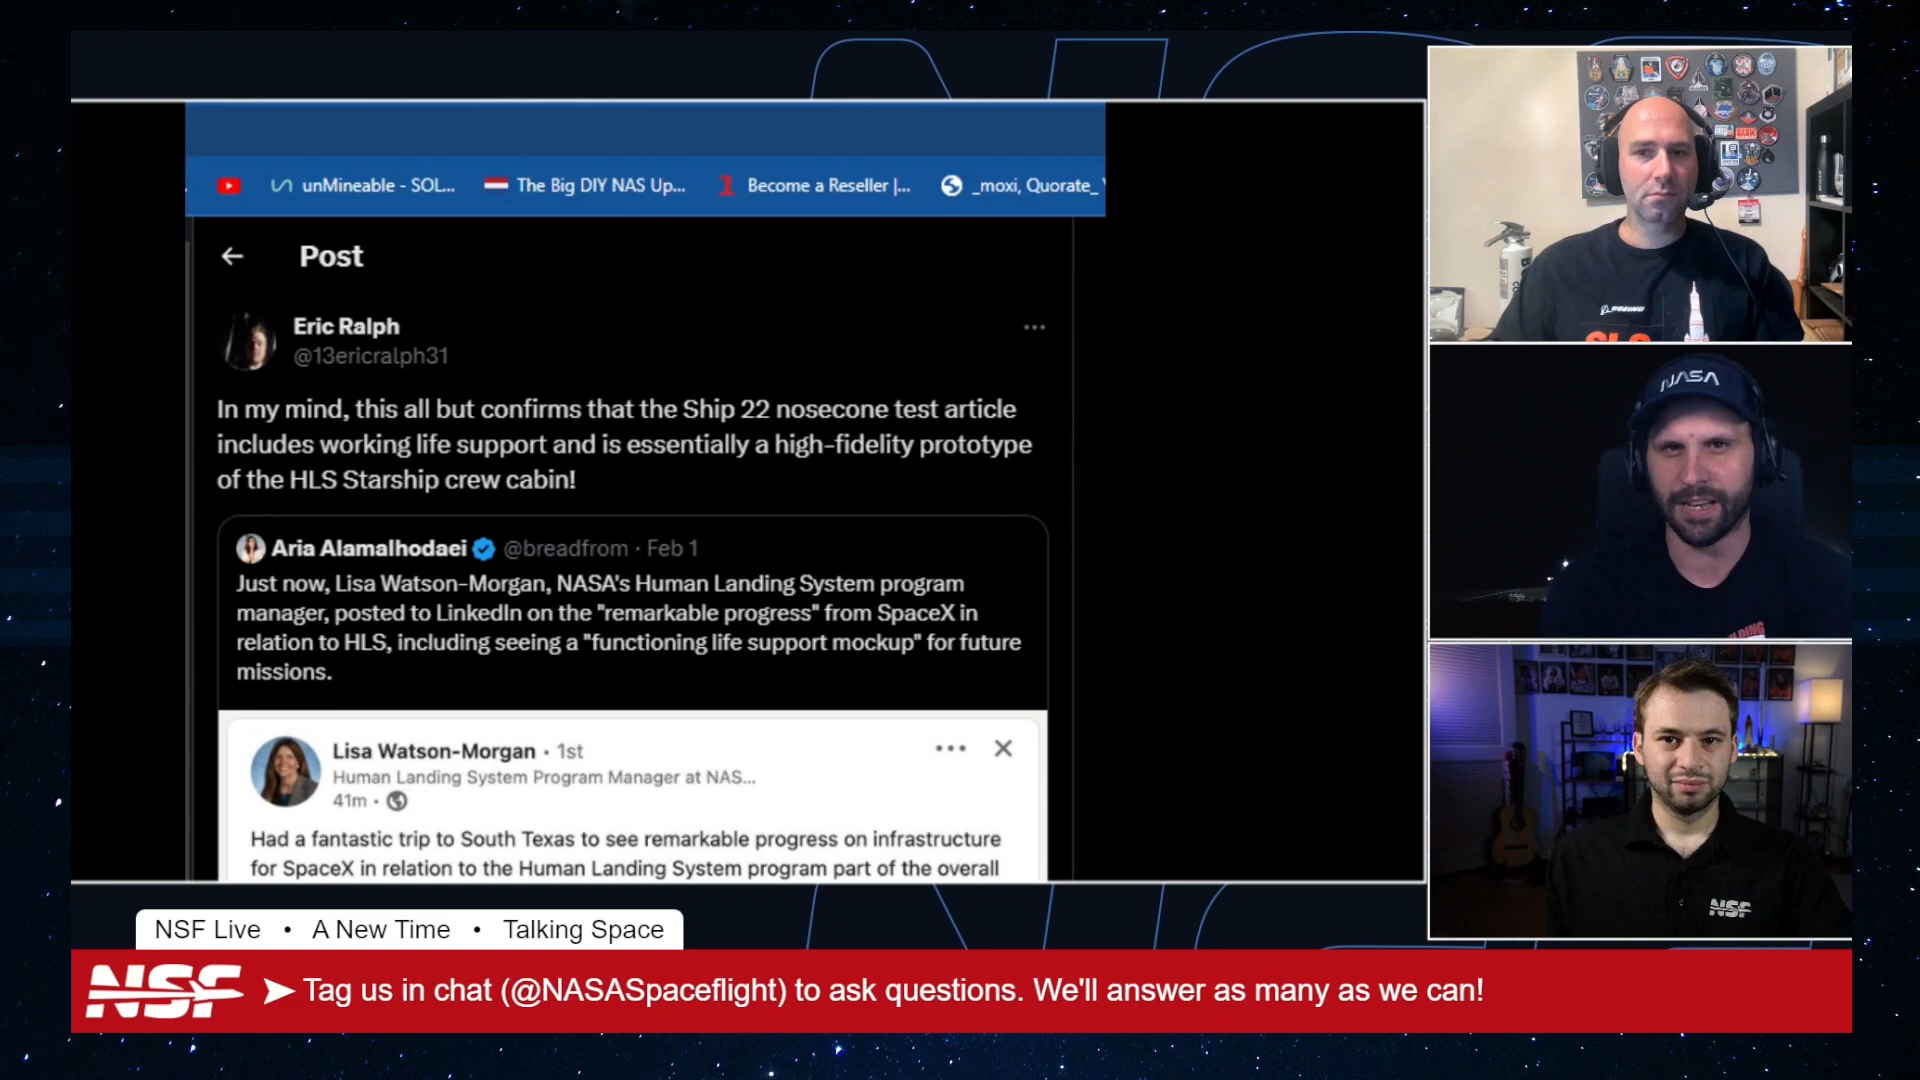 unMineable - SOL...
The Big DIY NAS Up...
Become a Reseller |...
_moxi, Quorate_
Post
Eric Ralph
@13ericralph31
In my mind, this all but confirms that the Ship 22 nosecone test article
includes working life support and is essentially a high-fidelity prototype
of the HLS Starship crew cabin!
Aria Alamalhodaei @breadfrom · Feb 1
Just now, Lisa Watson-Morgan, NASA's Human Landing System program
manager, posted to LinkedIn on the "remarkable progress" from SpaceX in
relation to HLS, including seeing a "functioning life support mockup" for future
missions.
Lisa Watson-Morgan · 1st
Human Landing System Program Manager at NAS...
41m ·
Had a fantastic trip to South Texas to see remarkable progress on infrastructure
for SpaceX in relation to the Human Landing System program part of the overall
BOEING
NASA
NSF
NSF Live • A New Time • Talking Space
NSF
Tag us in chat (@NASASpaceflight) to ask questions. We'll answer as many as we can!